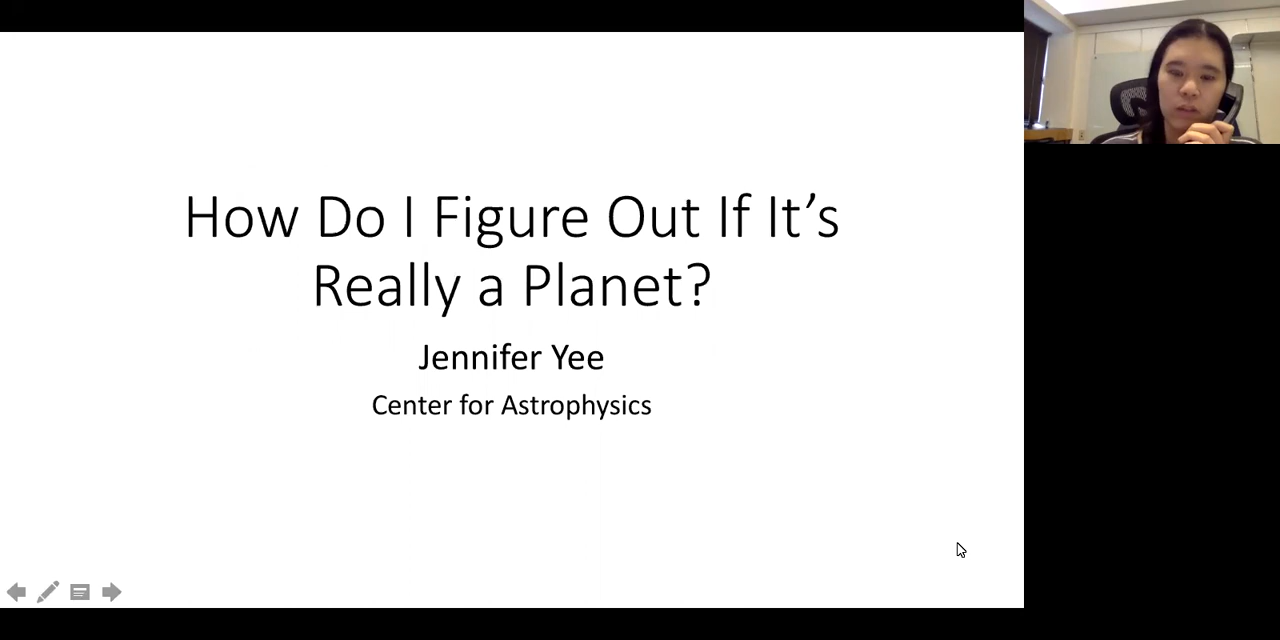 How Do I Figure Out If It’s
Really a Planet?
Jennifer Yee
Center for Astrophysics